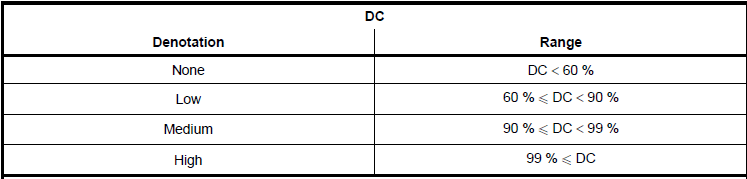 DC
Denotation Range
None DC < 60 %
Low 60 % ⩽ DC < 90 %
Medium 90 % ⩽ DC < 99 %
High 99 % ⩽ DC